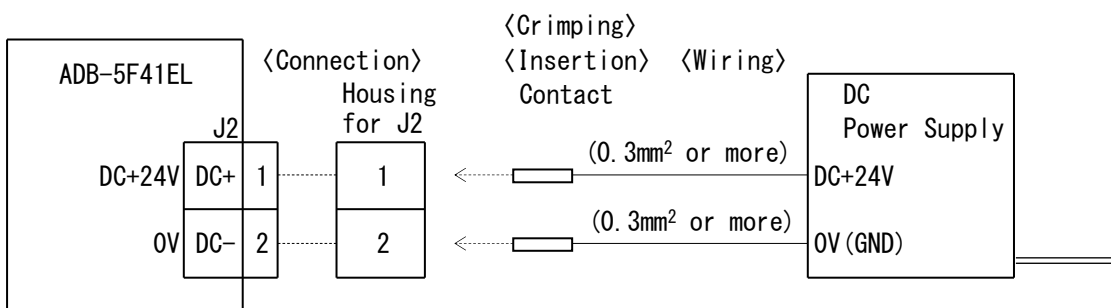 〈Crimping〉
ADB-5F41EL 〈Connection〉 〈Insertion〉 〈Wiring〉
Housing Contact DC
J2 for J2 Power Supply
DC+24V DC+ 1 1 (0.3mm² or more) DC+24V
0V DC- 2 2 (0.3mm² or more) 0V(GND)